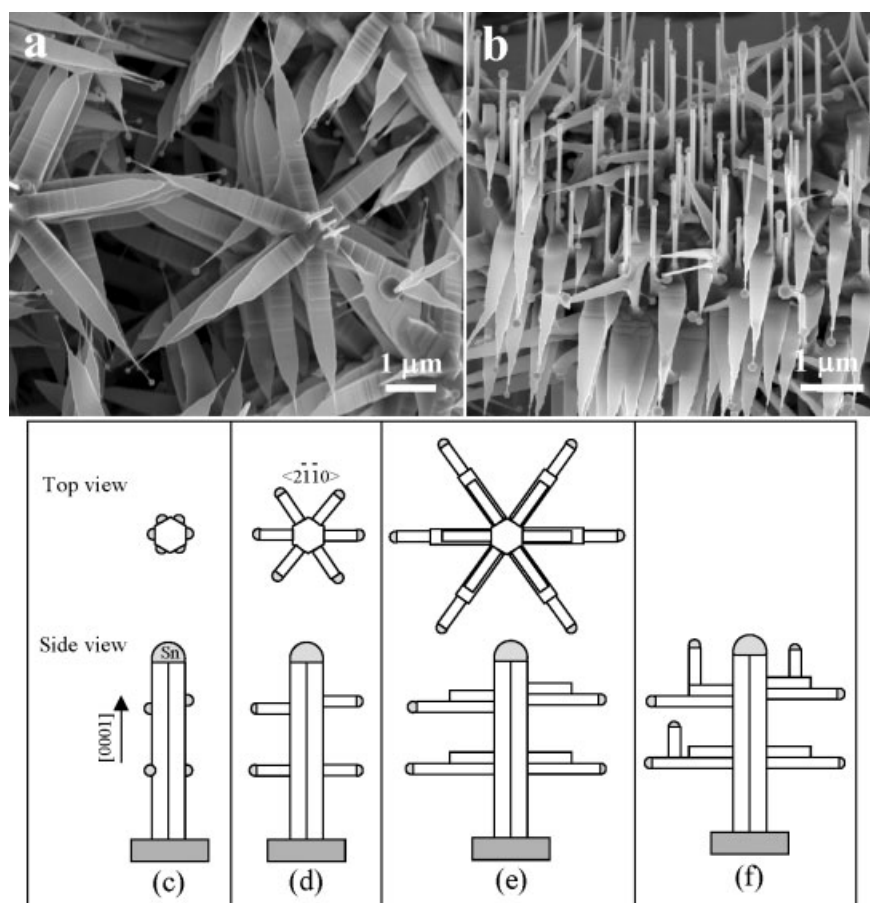 a
b
1 μm
1 μm
Top view
<2110>
Side view
Sn
[0001]
(c)
(d)
(e)
(f)